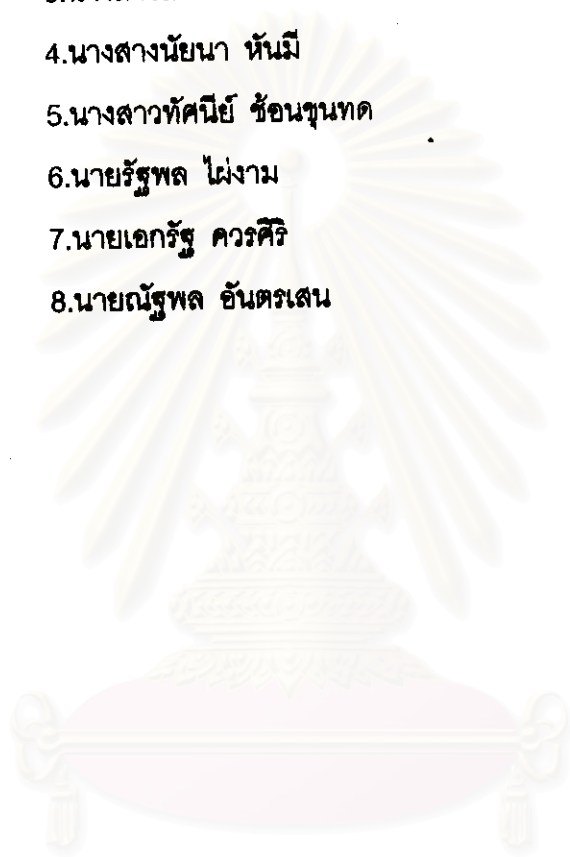 4.นางสางนัยนา หันมี
5.นางสาวทัศนีย์ ช้อนขุนทด
6.นายรัฐพล ไผ่งาม
7.นายเอกรัฐ ควรศิริ
8.นายณัฐพล อันตรเสน